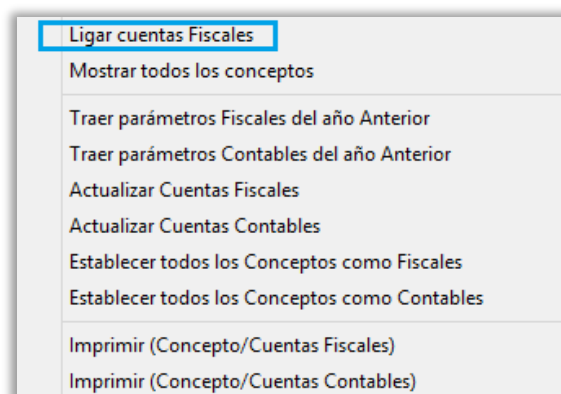 Ligar cuentas Fiscales
Mostrar todos los conceptos
Traer parámetros Fiscales del año Anterior
Traer parámetros Contables del año Anterior
Actualizar Cuentas Fiscales
Actualizar Cuentas Contables
Establecer todos los Conceptos como Fiscales
Establecer todos los Conceptos como Contables
Imprimir (Concepto/Cuentas Fiscales)
Imprimir (Concepto/Cuentas Contables)